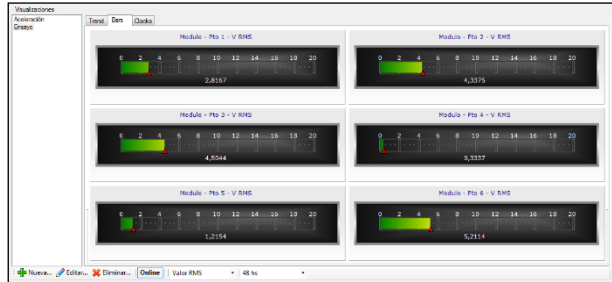 Visualizaciones
Aceleración
Ensayo
Trend Bars Clocks
Modulo - Pto 1 - V RMS
0 2 4 6 8 10 12 14 16 18 20
2,8167
Modulo - Pto 2 - V RMS
0 2 4 6 8 10 12 14 16 18 20
4,3375
Modulo - Pto 3 - V RMS
0 2 4 6 8 10 12 14 16 18 20
4,5044
Modulo - Pto 4 - V RMS
0 2 4 6 8 10 12 14 16 18 20
0,3337
Modulo - Pto 5 - V RMS
0 2 4 6 8 10 12 14 16 18 20
1,2154
Modulo - Pto 6 - V RMS
0 2 4 6 8 10 12 14 16 18 20
5,2114
Nueva... Editar... Eliminar... Online Valor RMS 48 hs